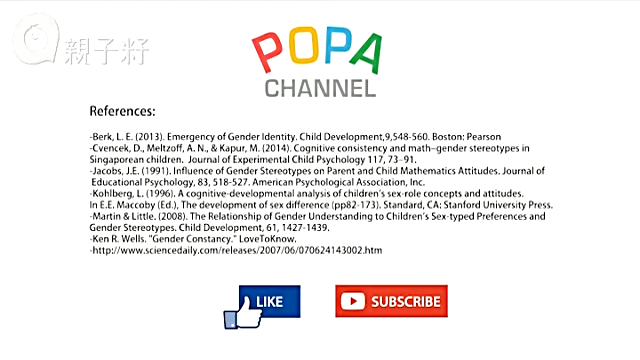 親子籽
POPA
CHANNEL
References:
-Berk, L. E. (2013). Emergency of Gender Identity. Child Development,9,548-560. Boston: Pearson
-Cvencek, D., Meltzoff, A. N., & Kapur, M. (2014). Cognitive consistency and math–gender stereotypes in
Singaporean children. Journal of Experimental Child Psychology 117, 73–91.
-Jacobs, J.E. (1991). Influence of Gender Stereotypes on Parent and Child Mathematics Attitudes. Journal of
Educational Psychology, 83, 518-527. American Psychological Association, Inc.
-Kohlberg, L. (1996). A cognitive-developmental analysis of children's sex-role concepts and attitudes.
In E.E. Maccoby (Ed.), The development of sex difference (pp82-173). Standard, CA: Stanford University Press.
-Martin & Little. (2008). The Relationship of Gender Understanding to Children's Sex-typed Preferences and
Gender Stereotypes. Child Development, 61, 1427-1439.
-Ken R. Wells. "Gender Constancy." LoveToKnow.
-http://www.sciencedaily.com/releases/2007/06/070624143002.htm
LIKE
SUBSCRIBE